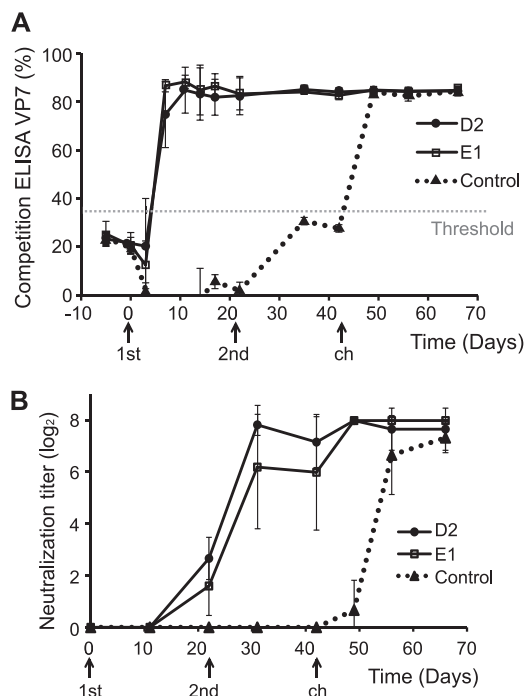 A
Competition ELISA VP7 (%)
100
80
60
40
20
0
D2
E1
Control
Threshold
-10 0 10 20 30 40 50 60 70
1st 2nd ch Time (Days)
B
Neutralization titer (log2)
8
6
4
2
0
D2
E1
Control
0 10 20 30 40 50 60 70
1st 2nd ch Time (Days)